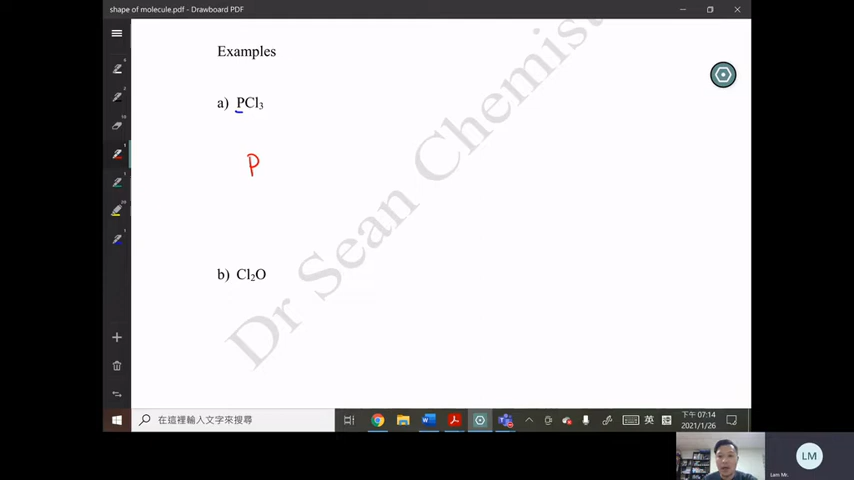 shape of molecule.pdf - Drawboard PDF
Examples
a) PCl₃
P
b) Cl₂O
Dr Sean Chemist
在這裡輸入文字來搜尋
英
下午 07:14
2021/1/26
LM
Lam Mr.